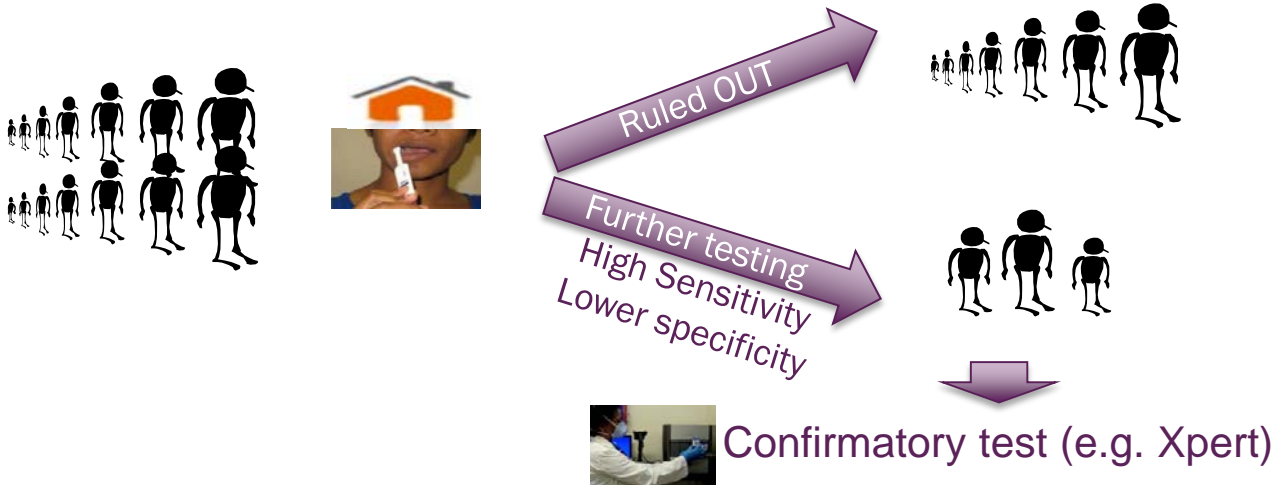 Ruled OUT
Further testing
High Sensitivity
Lower specificity
Confirmatory test (e.g. Xpert)